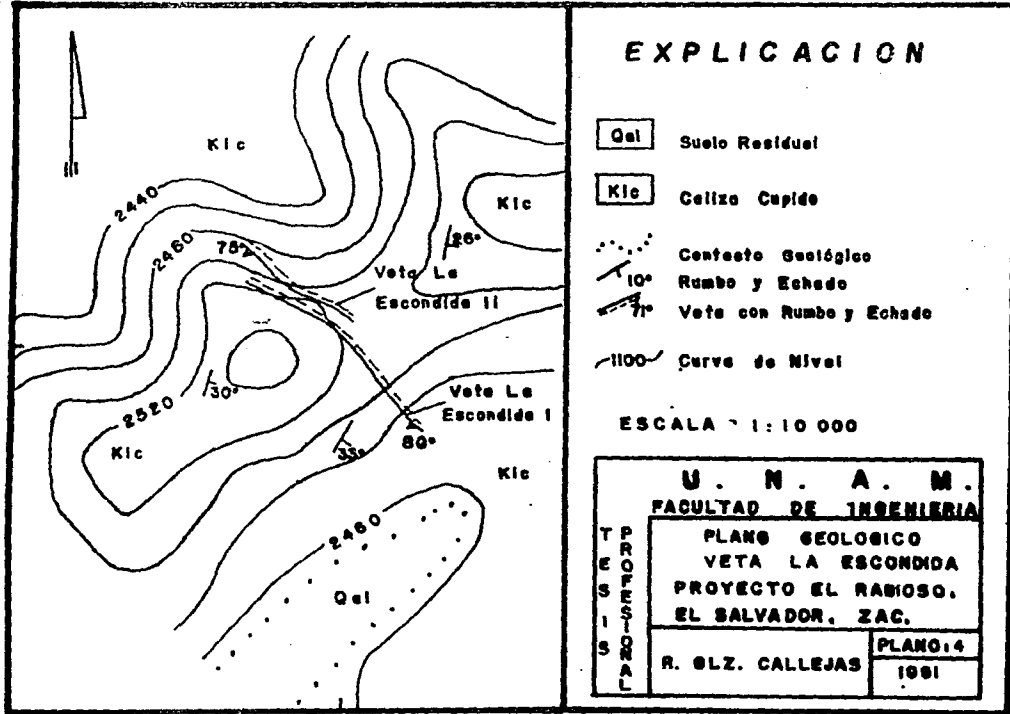 Kic
2440
2460
75°
Kic
26°
Veta La
Escondida II
30°
2520
Kic
Veta La
Escondida I
80°
33°
Kic
2460
Qal
EXPLICACION
Qal Suelo Residual
Kic Caliza Cupido
Contacto Geológico
10° Rumbo y Echado
71° Veta con Rumbo y Echado
1100 Curva de Nivel
ESCALA 1:10 000
U. N. A. M.
FACULTAD DE INGENIERIA
TESIS
PROFESIONAL
PLANO GEOLOGICO
VETA LA ESCONDIDA
PROYECTO EL RAMOSO.
EL SALVADOR, ZAC.
R. GLZ. CALLEJAS
PLANO:4
1991